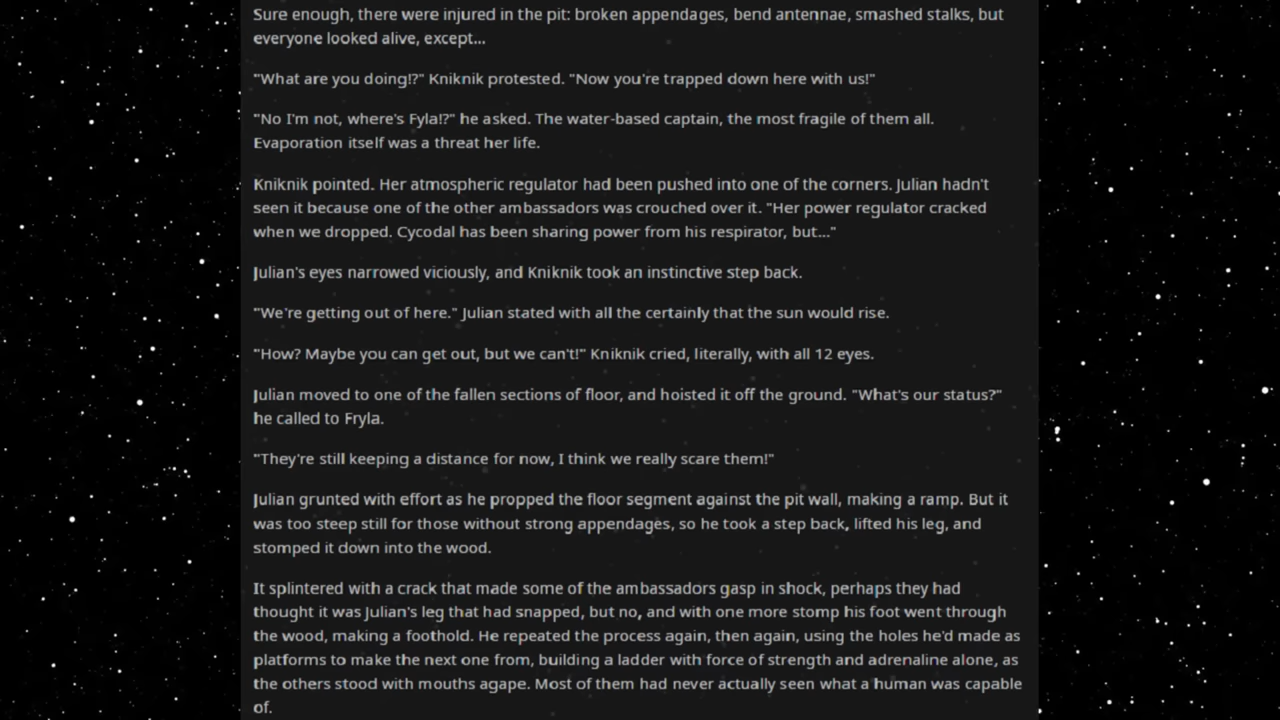 Sure enough, there were injured in the pit: broken appendages, bend antennae, smashed stalks, but
everyone looked alive, except...
"What are you doing!?" Kniknik protested. "Now you're trapped down here with us!"
"No I'm not, where's Fyla!?" he asked. The water-based captain, the most fragile of them all.
Evaporation itself was a threat her life.
Kniknik pointed. Her atmospheric regulator had been pushed into one of the corners. Julian hadn't
seen it because one of the other ambassadors was crouched over it. "Her power regulator cracked
when we dropped. Cycodal has been sharing power from his respirator, but..."
Julian's eyes narrowed viciously, and Kniknik took an instinctive step back.
"We're getting out of here." Julian stated with all the certainly that the sun would rise.
"How? Maybe you can get out, but we can't!" Kniknik cried, literally, with all 12 eyes.
Julian moved to one of the fallen sections of floor, and hoisted it off the ground. "What's our status?"
he called to Fryla.
"They're still keeping a distance for now, I think we really scare them!"
Julian grunted with effort as he propped the floor segment against the pit wall, making a ramp. But it
was too steep still for those without strong appendages, so he took a step back, lifted his leg, and
stomped it down into the wood.
It splintered with a crack that made some of the ambassadors gasp in shock, perhaps they had
thought it was Julian's leg that had snapped, but no, and with one more stomp his foot went through
the wood, making a foothold. He repeated the process again, then again, using the holes he'd made as
platforms to make the next one from, building a ladder with force of strength and adrenaline alone, as
the others stood with mouths agape. Most of them had never actually seen what a human was capable
of.